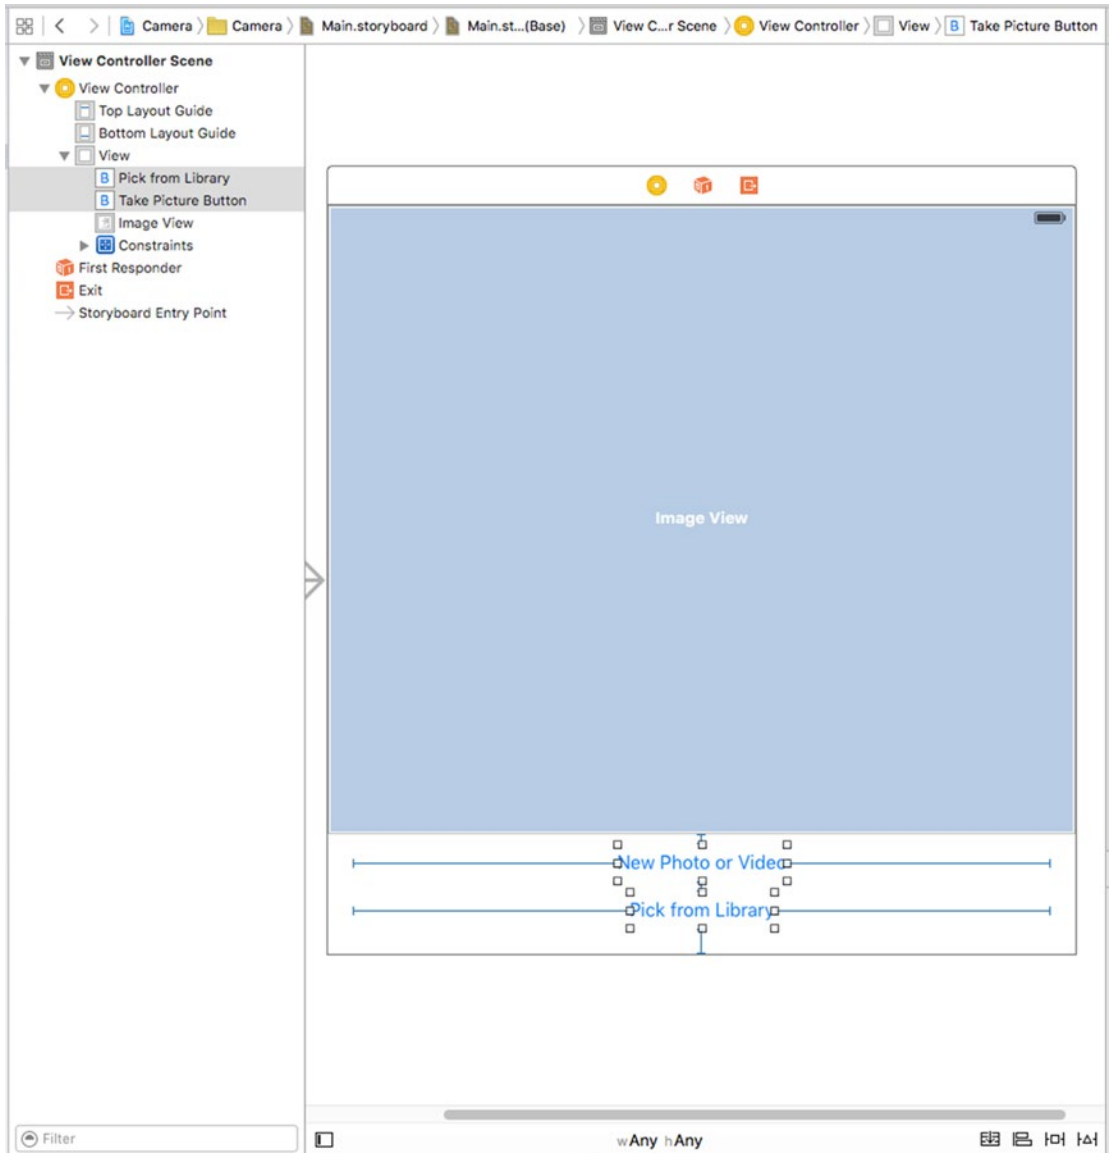 Camera Camera Main.storyboard Main.st...(Base) View C...r Scene View Controller View B Take Picture Button
View Controller Scene
View Controller
Top Layout Guide
Bottom Layout Guide
View
B Pick from Library
B Take Picture Button
Image View
Constraints
First Responder
Exit
Storyboard Entry Point
Image View
New Photo or Video
Pick from Library
Filter
wAny hAny